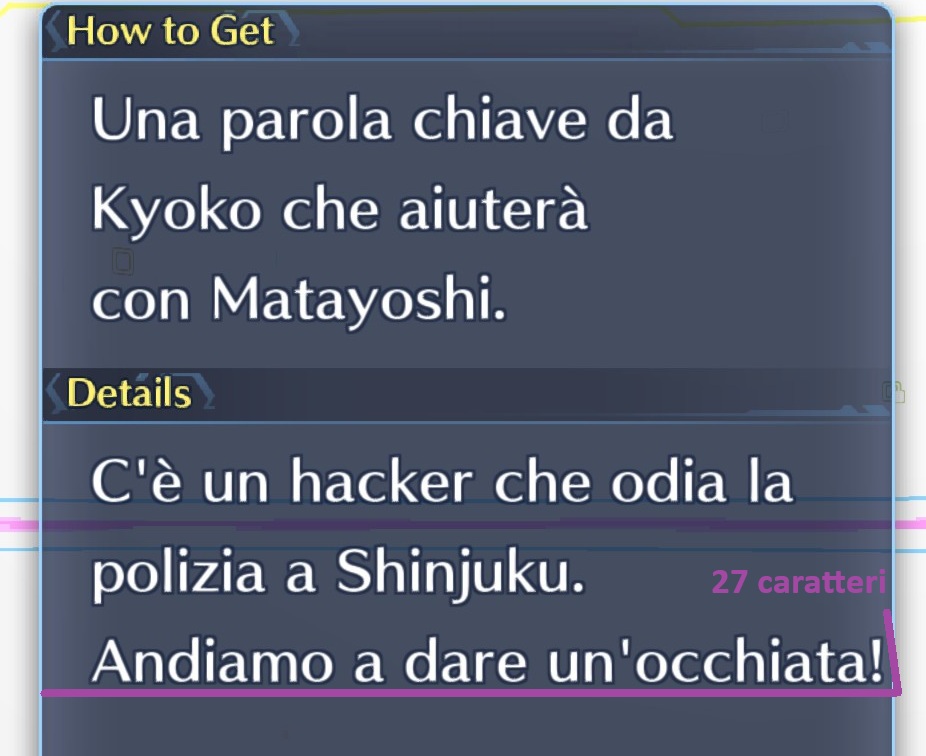 How to Get
Una parola chiave da
Kyoko che aiuterà
con Matayoshi.
Details
C'è un hacker che odia la
polizia a Shinjuku.
27 caratteri
Andiamo a dare un'occhiata!